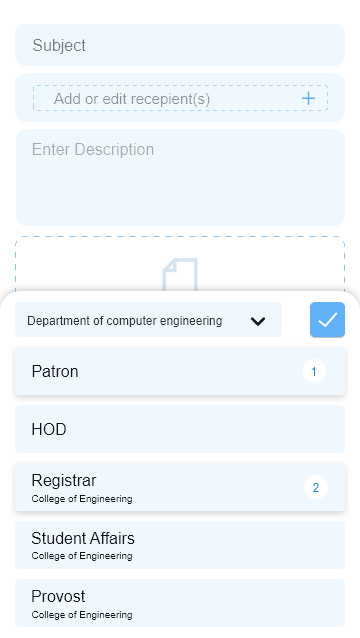 Subject
Add or edit recepient(s)
Enter Description
Department of computer engineering
Patron
1
HOD
Registrar
College of Engineering
2
Student Affairs
College of Engineering
Provost
College of Engineering